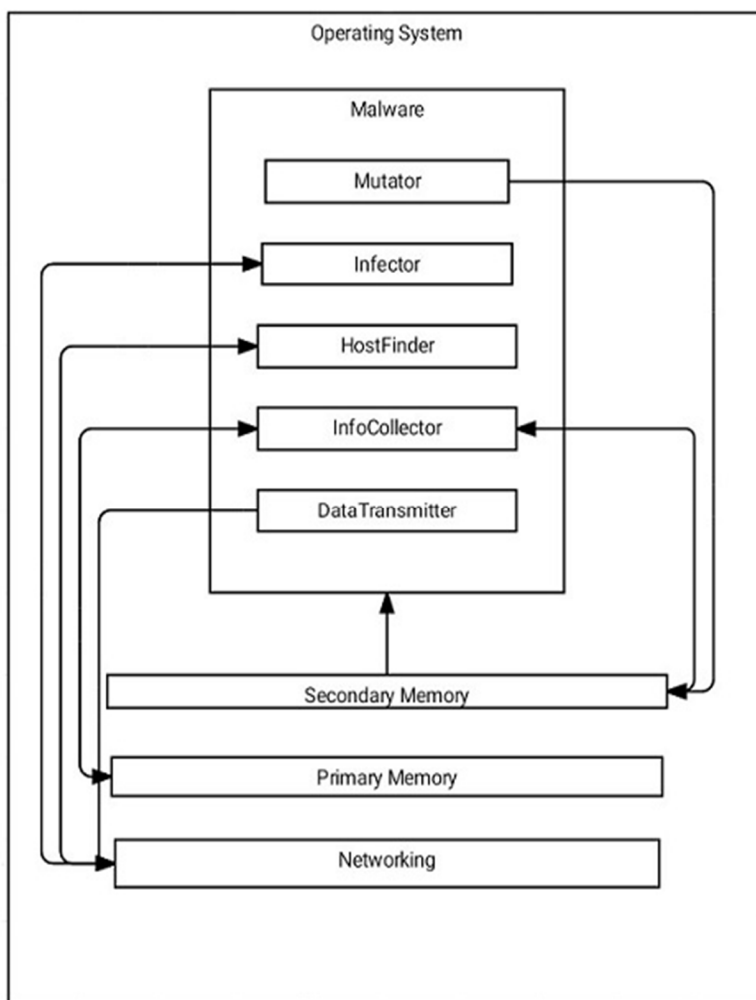 Operating System
Malware
Mutator
Infector
HostFinder
InfoCollector
DataTransmitter
Secondary Memory
Primary Memory
Networking